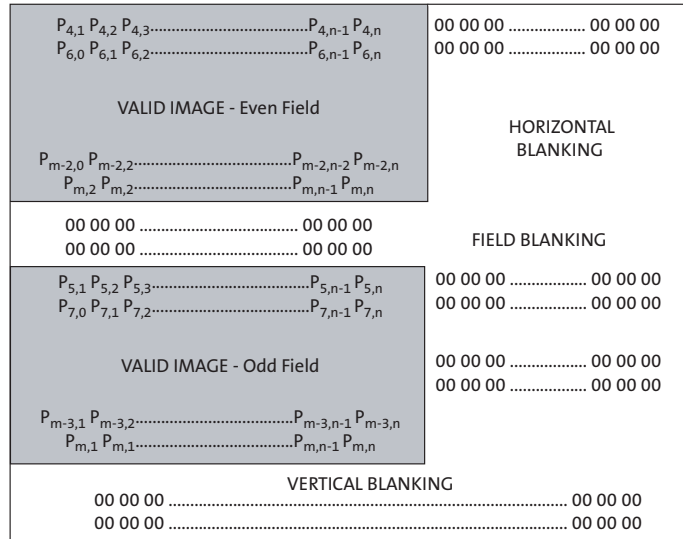 P4,1 P4,2 P4,3..............................P4,n-1 P4,n 00 00 00 .................. 00 00 00
P6,0 P6,1 P6,2..............................P6,n-1 P6,n 00 00 00 .................. 00 00 00
VALID IMAGE - Even Field
HORIZONTAL
BLANKING
Pm-2,0 Pm-2,2..............................Pm-2,n-2 Pm-2,n
Pm,2 Pm,2..............................Pm,n-1 Pm,n
00 00 00 ..................................... 00 00 00
00 00 00 ..................................... 00 00 00
FIELD BLANKING
P5,1 P5,2 P5,3..............................P5,n-1 P5,n 00 00 00 .................. 00 00 00
P7,0 P7,1 P7,2..............................P7,n-1 P7,n 00 00 00 .................. 00 00 00
VALID IMAGE - Odd Field
00 00 00 .................. 00 00 00
00 00 00 .................. 00 00 00
Pm-3,1 Pm-3,2..............................Pm-3,n-1 Pm-3,n
Pm,1 Pm,1..............................Pm,n-1 Pm,n
VERTICAL BLANKING
00 00 00 ............................................................ 00 00 00
00 00 00 ............................................................ 00 00 00